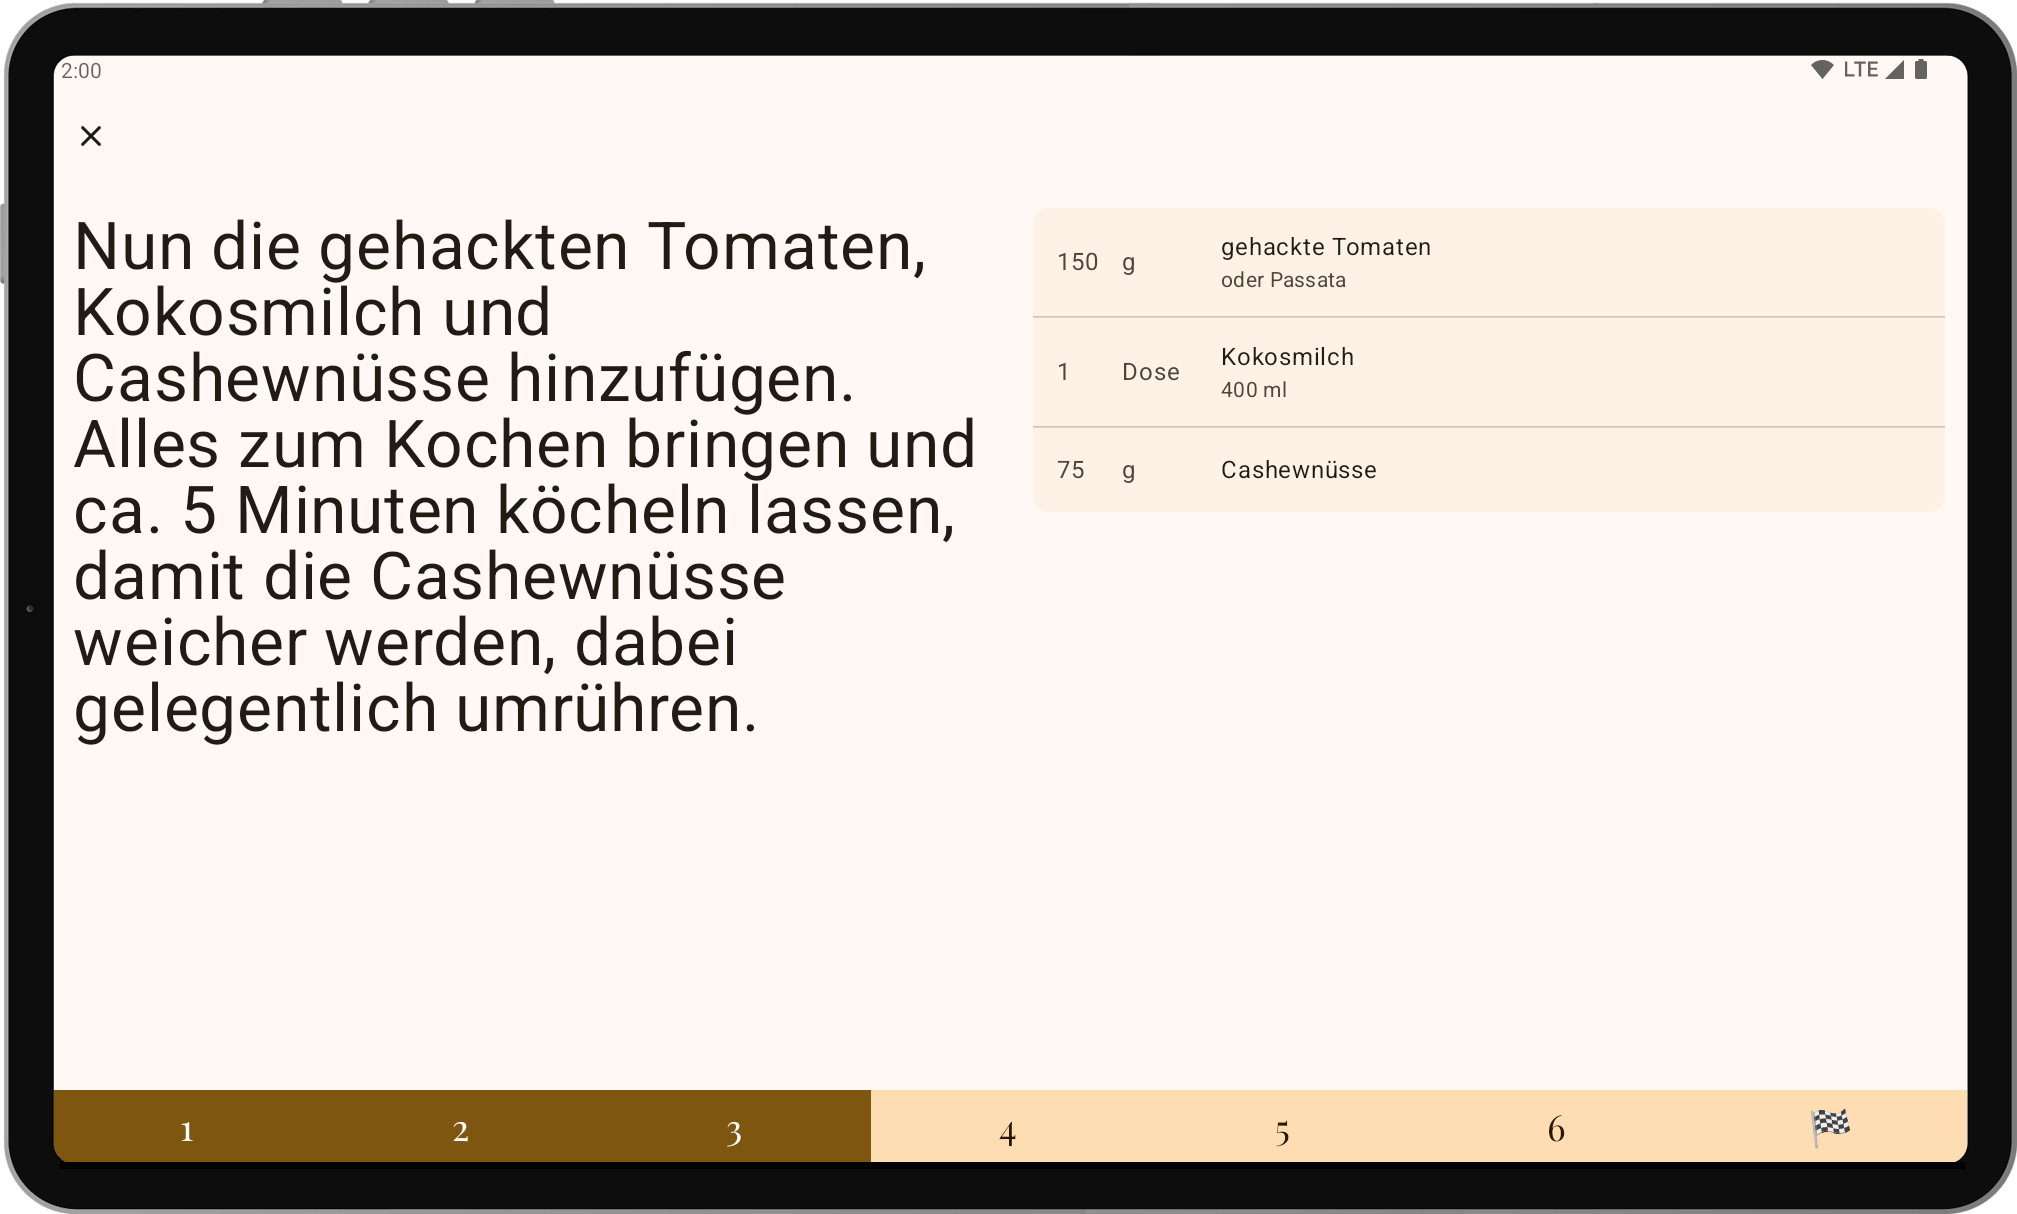 2:00
LTE
Nun die gehackten Tomaten,
Kokosmilch und
Cashewnüsse hinzufügen.
Alles zum Kochen bringen und
ca. 5 Minuten köcheln lassen,
damit die Cashewnüsse
weicher werden, dabei
gelegentlich umrühren.
150 g gehackte Tomaten
oder Passata
1 Dose Kokosmilch
400 ml
75 g Cashewnüsse
1 2 3 4 5 6